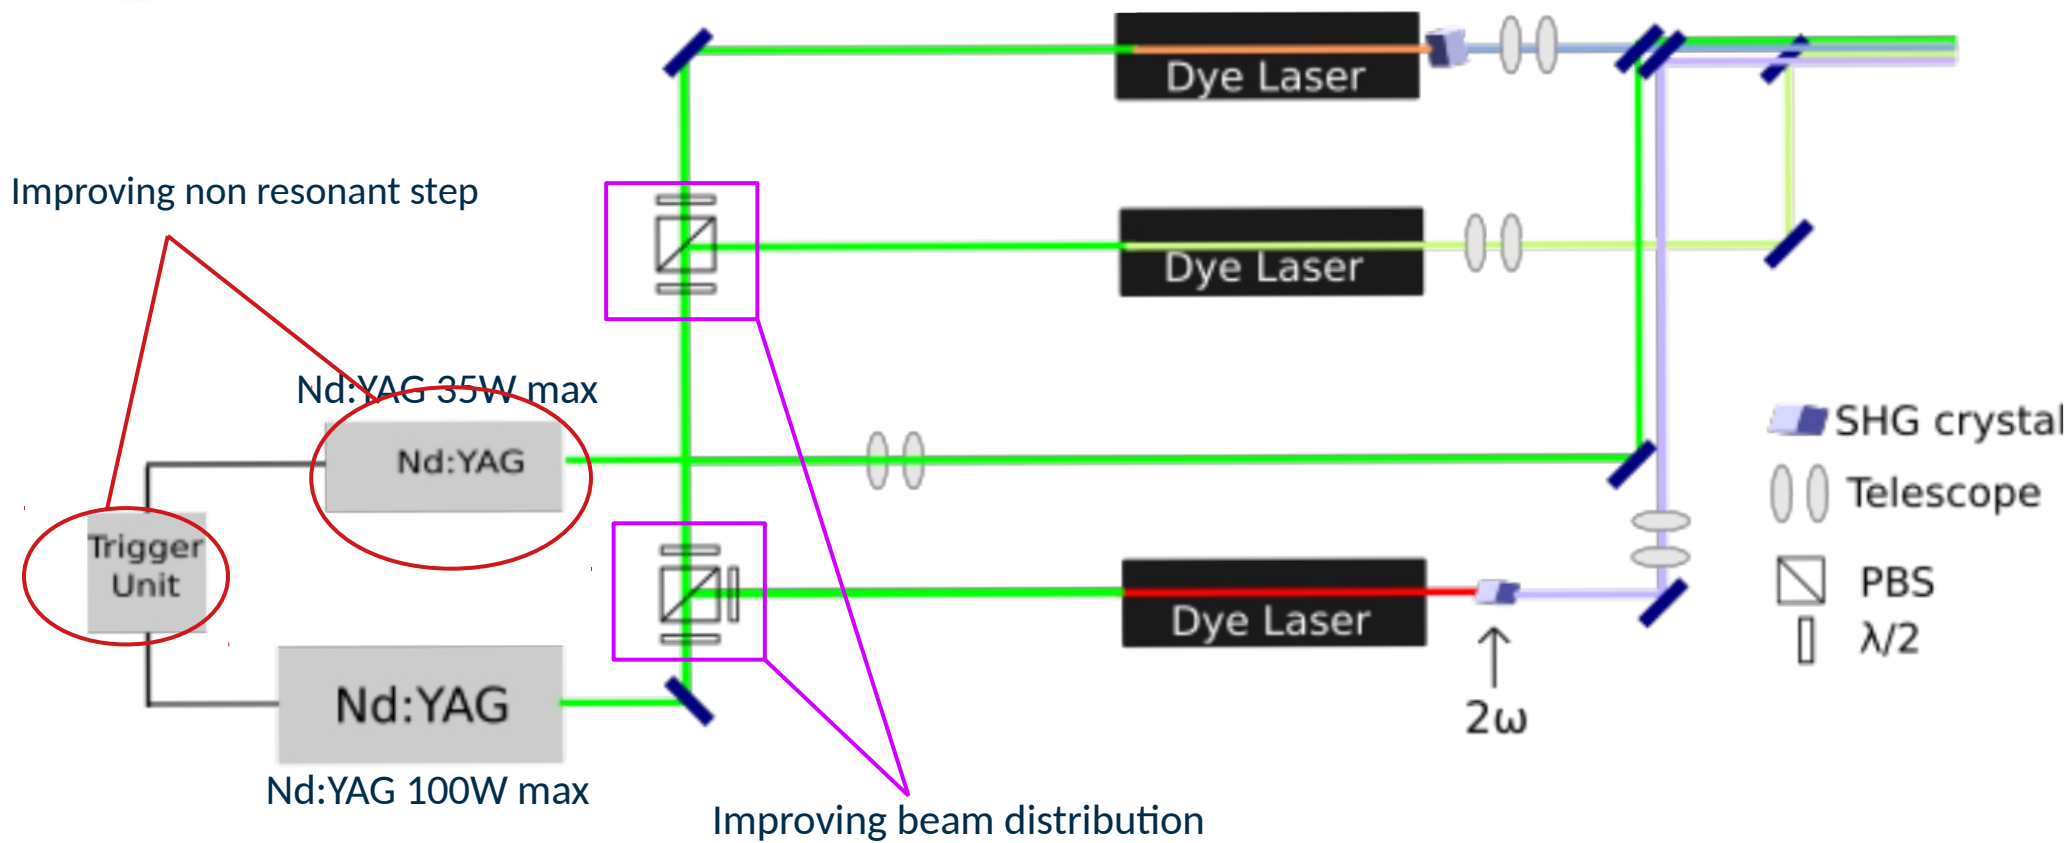 Dye Laser
Improving non resonant step
Dye Laser
Nd:YAG 35W max
Nd:YAG
SHG crystal
Telescope
Trigger
Unit
PBS
Dye Laser
λ/2
Nd:YAG
2ω
Nd:YAG 100W max
Improving beam distribution